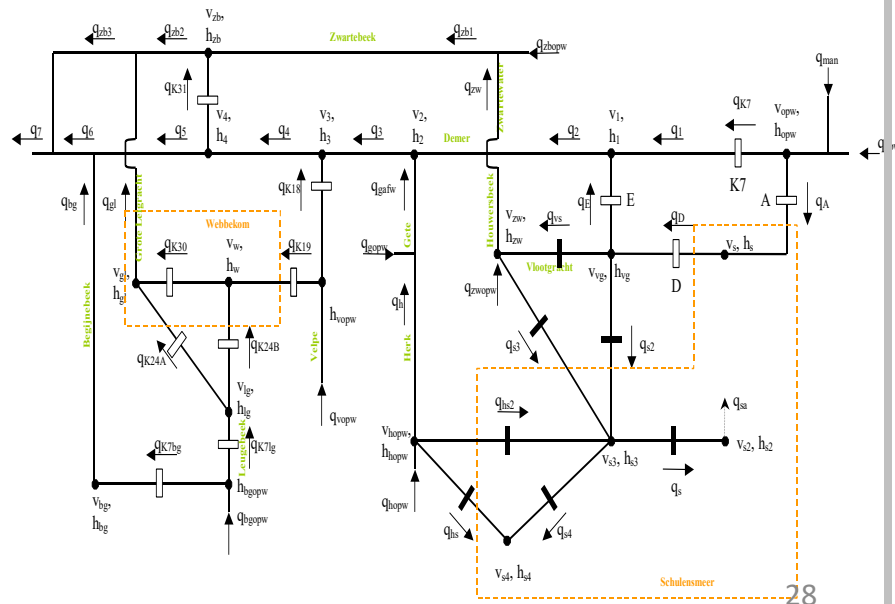 v_zb,
h_zb
q_zb3
q_zb2
Zwartebeek
q_zb1
q_zbopw
q_man
q_K31
q_zw
Zwartewater
v_4,
h_4
v_3,
h_3
v_2,
h_2
v_1,
h_1
q_K7
v_opw,
h_opw
q_7
q_6
q_5
q_4
q_3
Demer
q_2
q_1
K7
q_bg
q_gl
q_K18
q_gafw
Houwersbeek
q_E
E
A
q_A
Webbekom
v_w,
h_w
q_K30
q_K19
q_gopw
Gete
v_zw,
h_zw
q_vs
q_D
v_s, h_s
Vlootgracht
v_vg, h_vg
D
v_gl,
h_gl
h_vopw
q_zwopw
q_h
Begijnebeek
Velpe
Herk
q_K24A
q_K24B
q_s3
q_s2
v_lg,
h_lg
q_vopw
q_hs2
q_sa
v_hopw,
h_hopw
Lengebeek
q_K7bg
q_K7lg
v_s3, h_s3
v_s2, h_s2
q_s
h_bgopw
v_bg,
h_bg
q_bgopw
q_hopw
q_hs
q_s4
v_s4, h_s4
Schulensmeer
28